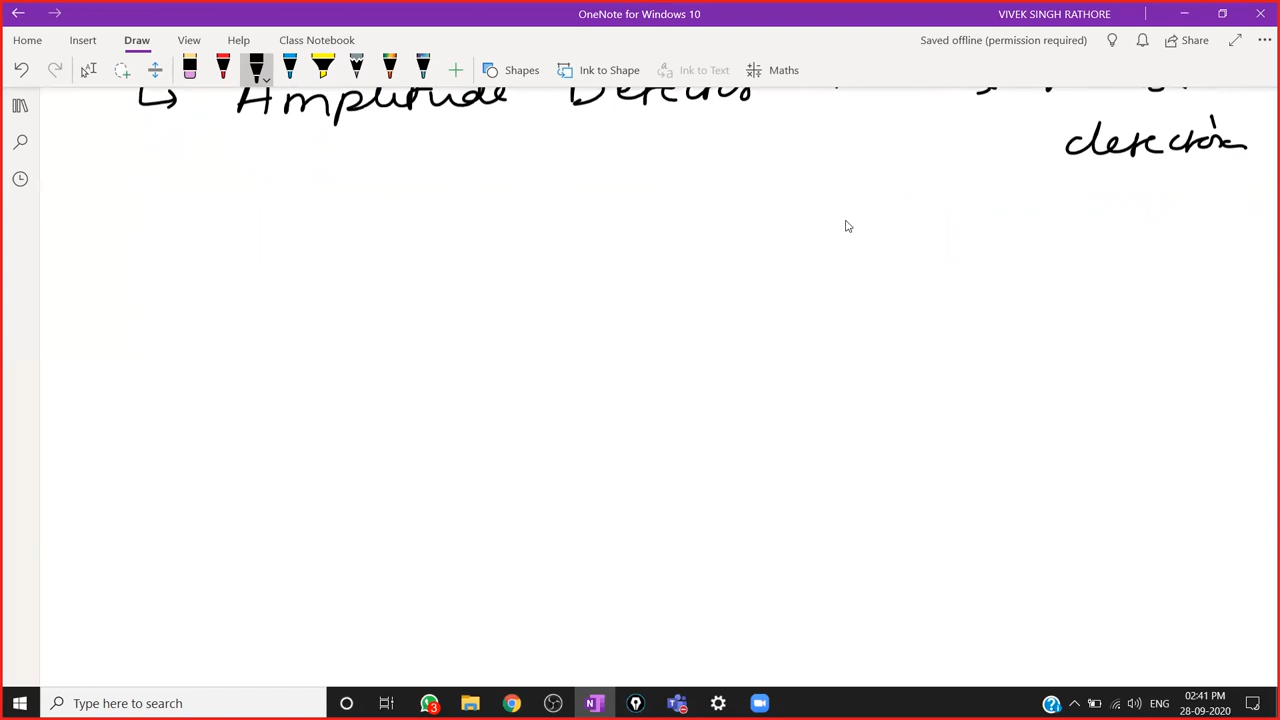 OneNote for Windows 10
VIVEK SINGH RATHORE
Home
Insert
Draw
View
Help
Class Notebook
Saved offline (permission required)
Share
Shapes
Ink to Shape
Ink to Text
Maths
Amplitude
detection
3
Type here to search
ENG
02:41 PM
28-09-2020